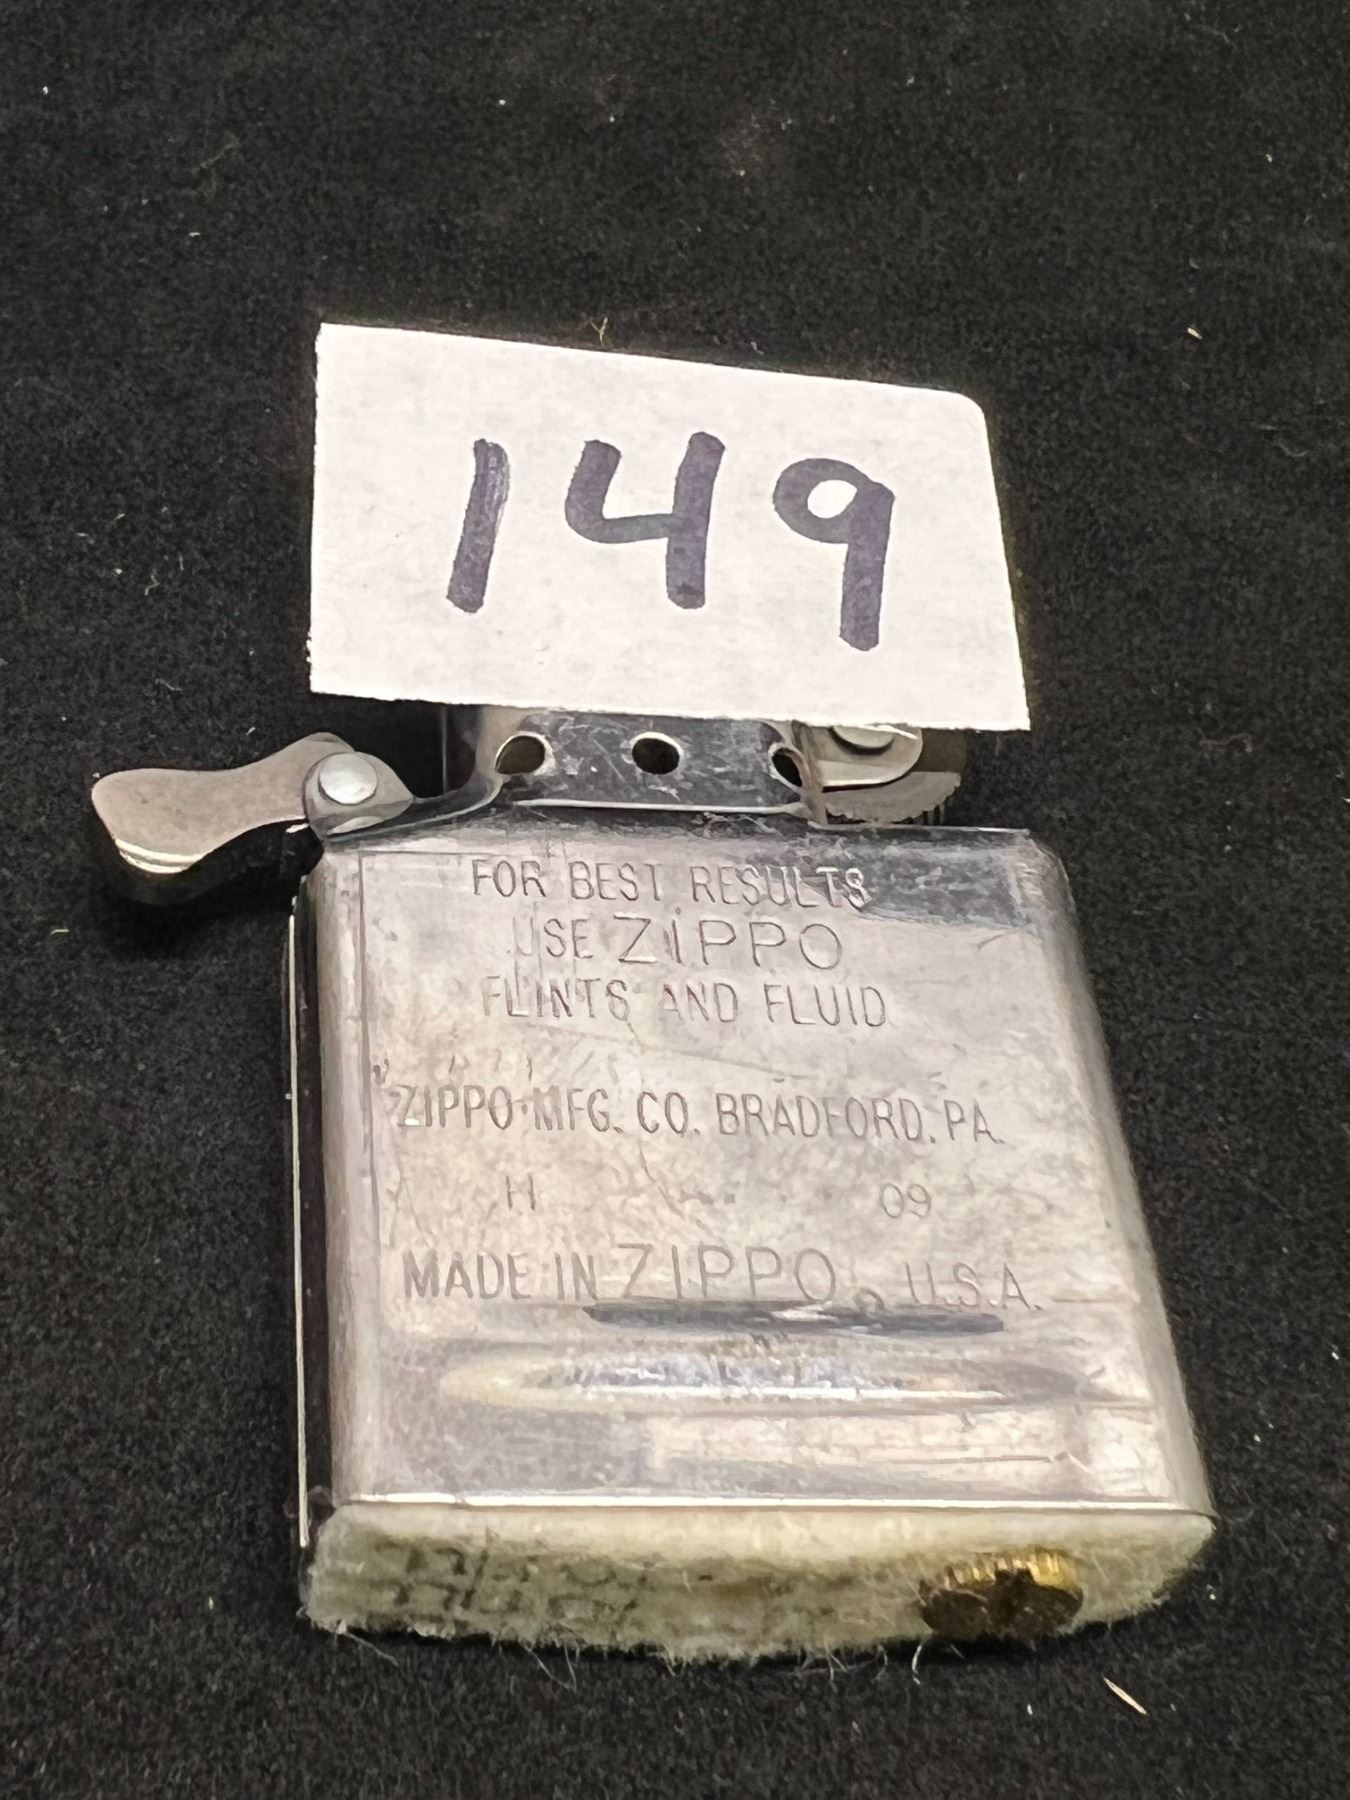 149
FOR BEST RESULTS
USE ZIPPO
FLINTS AND FLUID
ZIPPO MFG. CO. BRADFORD, PA.
H 09
MADE IN ZIPPO, U.S.A.